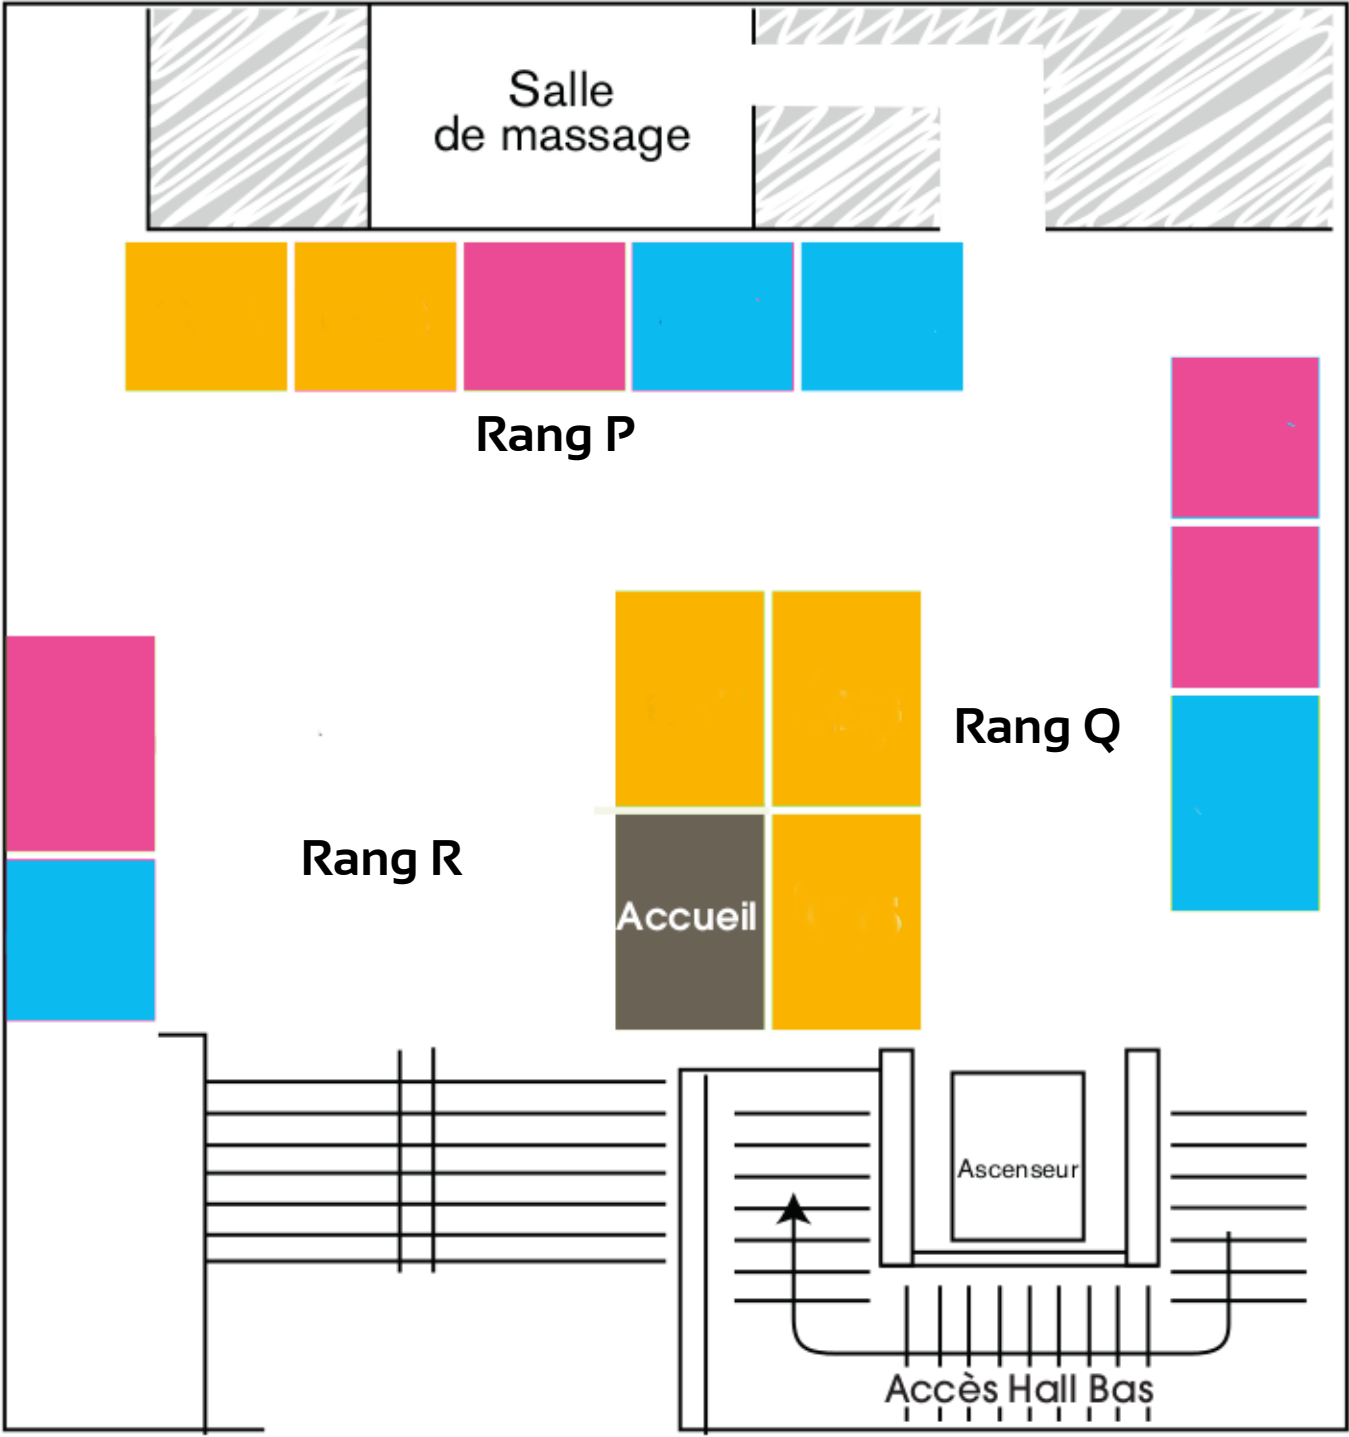 Salle
de massage
Rang P
Rang Q
Rang R
Accueil
Ascenseur
Accès Hall Bas